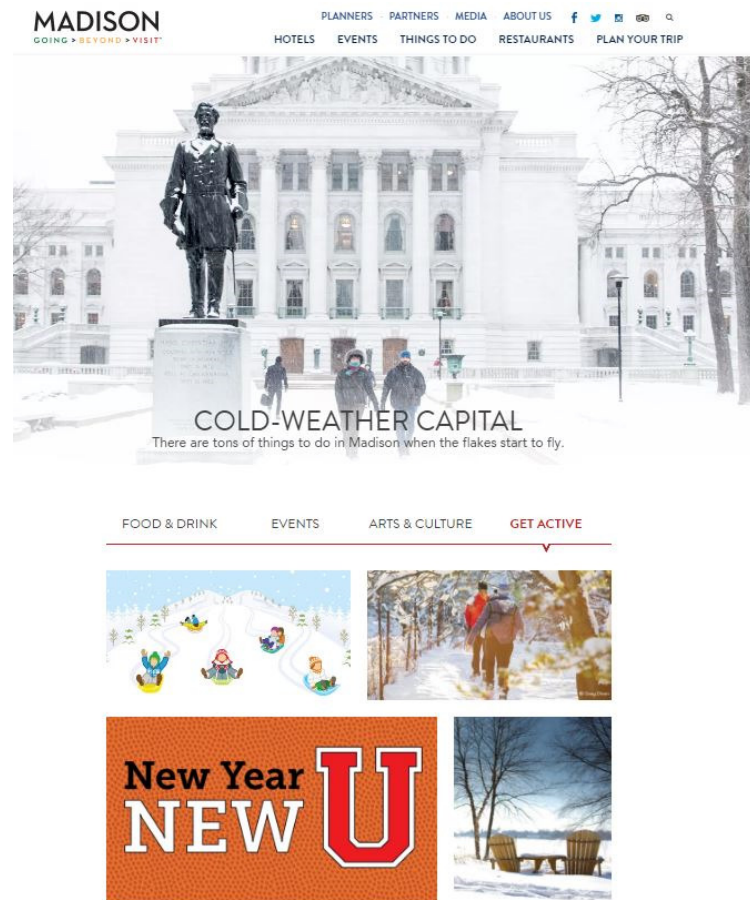 MADISON
GOING > BEYOND > VISIT
PLANNERS PARTNERS MEDIA ABOUT US
HOTELS EVENTS THINGS TO DO RESTAURANTS PLAN YOUR TRIP
COLD-WEATHER CAPITAL
There are tons of things to do in Madison when the flakes start to fly.
FOOD & DRINK EVENTS ARTS & CULTURE GET ACTIVE
New Year
NEW U